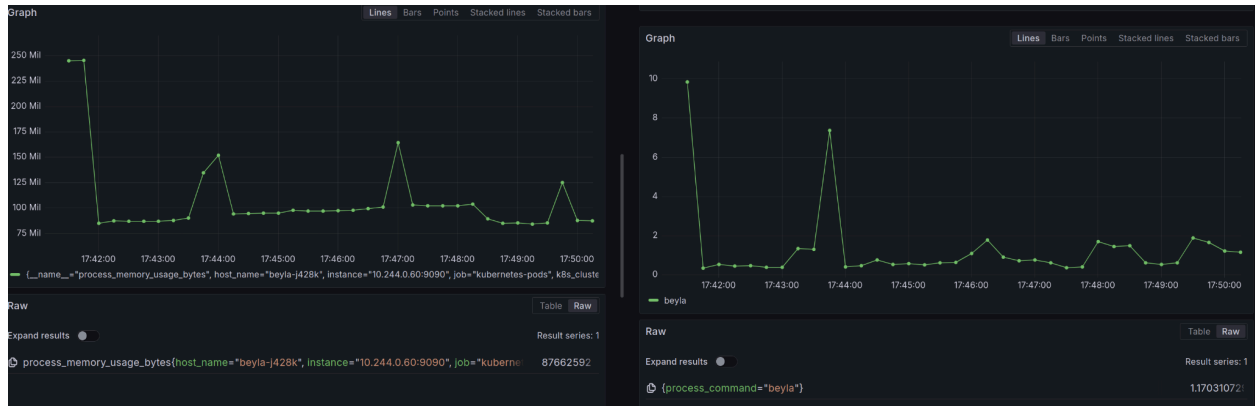 Graph
Lines Bars Points Stacked lines Stacked bars
250 Mil
225 Mil
200 Mil
175 Mil
150 Mil
125 Mil
100 Mil
75 Mil
17:42:00 17:43:00 17:44:00 17:45:00 17:46:00 17:47:00 17:48:00 17:49:00 17:50:00
{__name__="process_memory_usage_bytes", host_name="beyla-j428k", instance="10.244.0.60:9090", job="kubernetes-pods", k8s_cluste
Raw
Table Raw
Expand results
Result series: 1
process_memory_usage_bytes{host_name="beyla-j428k", instance="10.244.0.60:9090", job="kuberne
87662592
Graph
Lines Bars Points Stacked lines Stacked bars
10
8
6
4
2
0
17:42:00 17:43:00 17:44:00 17:45:00 17:46:00 17:47:00 17:48:00 17:49:00 17:50:00
beyla
Raw
Table Raw
Expand results
Result series: 1
{process_command="beyla"}
1.17031072